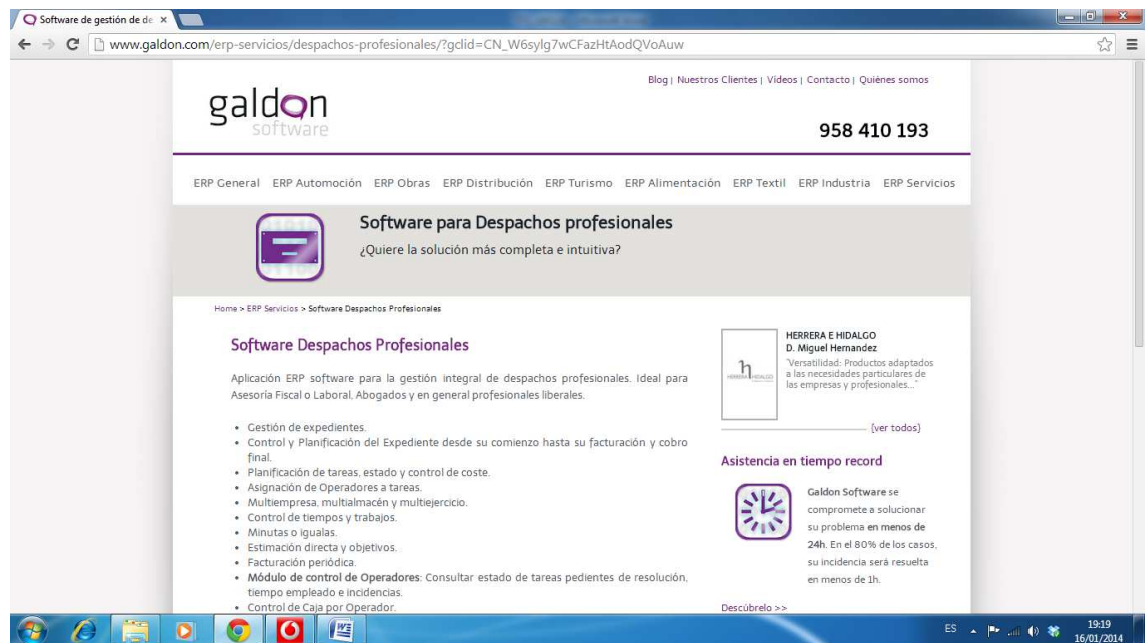 Software de gestión de de
www.galdon.com/erp-servicios/despachos-profesionales/?gclid=CN_W6sylg7wCFazHtAodQVoAuw
Blog | Nuestros Clientes | Vídeos | Contacto | Quiénes somos
galdon
software
958 410 193
ERP General ERP Automoción ERP Obras ERP Distribución ERP Turismo ERP Alimentación ERP Textil ERP Industria ERP Servicios
Software para Despachos profesionales
¿Quiere la solución más completa e intuitiva?
Home > ERP Servicios > Software Despachos Profesionales
Software Despachos Profesionales
Aplicación ERP software para la gestión integral de despachos profesionales. Ideal para
Asesoría Fiscal o Laboral, Abogados y en general profesionales liberales.
• Gestión de expedientes.
• Control y Planificación del Expediente desde su comienzo hasta su facturación y cobro
final.
• Planificación de tareas, estado y control de coste.
• Asignación de Operadores a tareas.
• Multiempresa, multialmacén y multiejercicio.
• Control de tiempos y trabajos.
• Minutas o igualas.
• Estimación directa y objetivos.
• Facturación periódica.
• Módulo de control de Operadores: Consultar estado de tareas pedientes de resolución,
tiempo empleado e incidencias.
• Control de Caja por Operador.
h
HERRERA HIDALGO
HERRERA E HIDALGO
D. Miguel Hernandez
"Versatilidad: Productos adaptados
a las necesidades particulares de
las empresas y profesionales..."
{ver todos}
Asistencia en tiempo record
Galdon Software se
compromete a solucionar
su problema en menos de
24h. En el 80% de los casos,
su incidencia será resuelta
en menos de 1h.
Descúbrelo >>
ES
19:19
16/01/2014